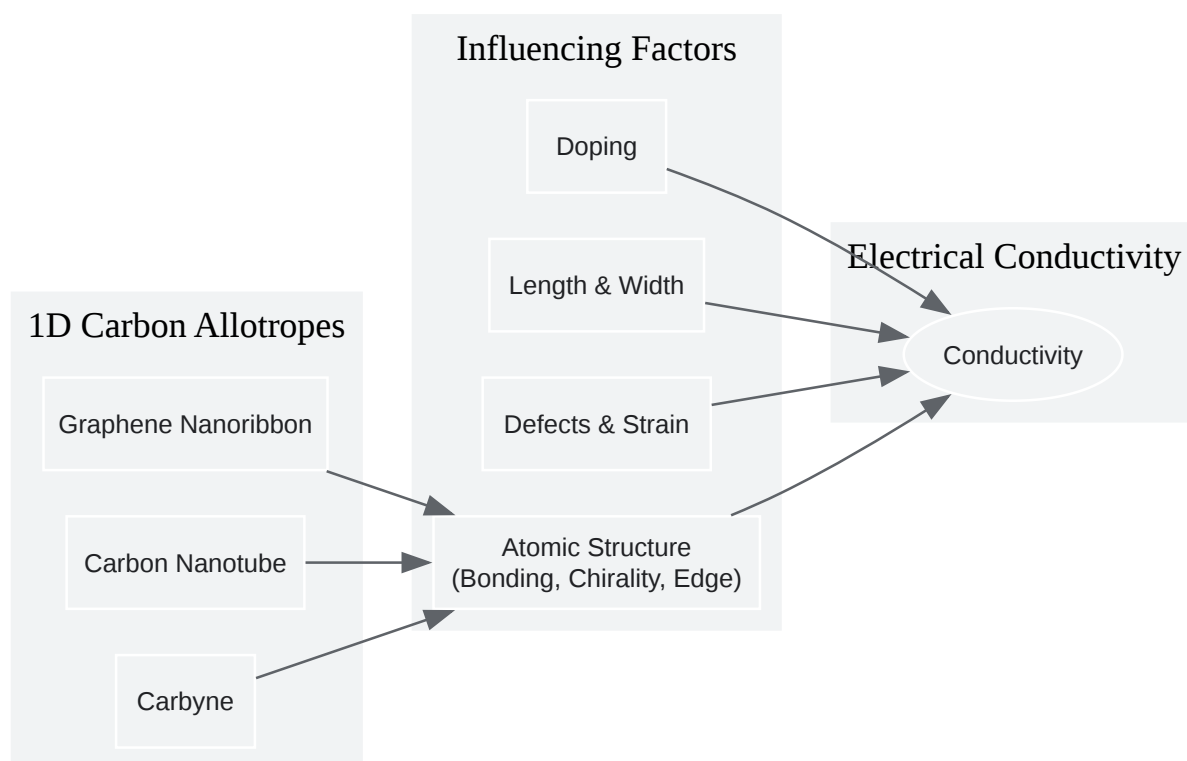 Influencing Factors
Doping
Length & Width
Defects & Strain
Atomic Structure
(Bonding, Chirality, Edge)
Electrical Conductivity
Conductivity
1D Carbon Allotropes
Graphene Nanoribbon
Carbon Nanotube
Carbyne